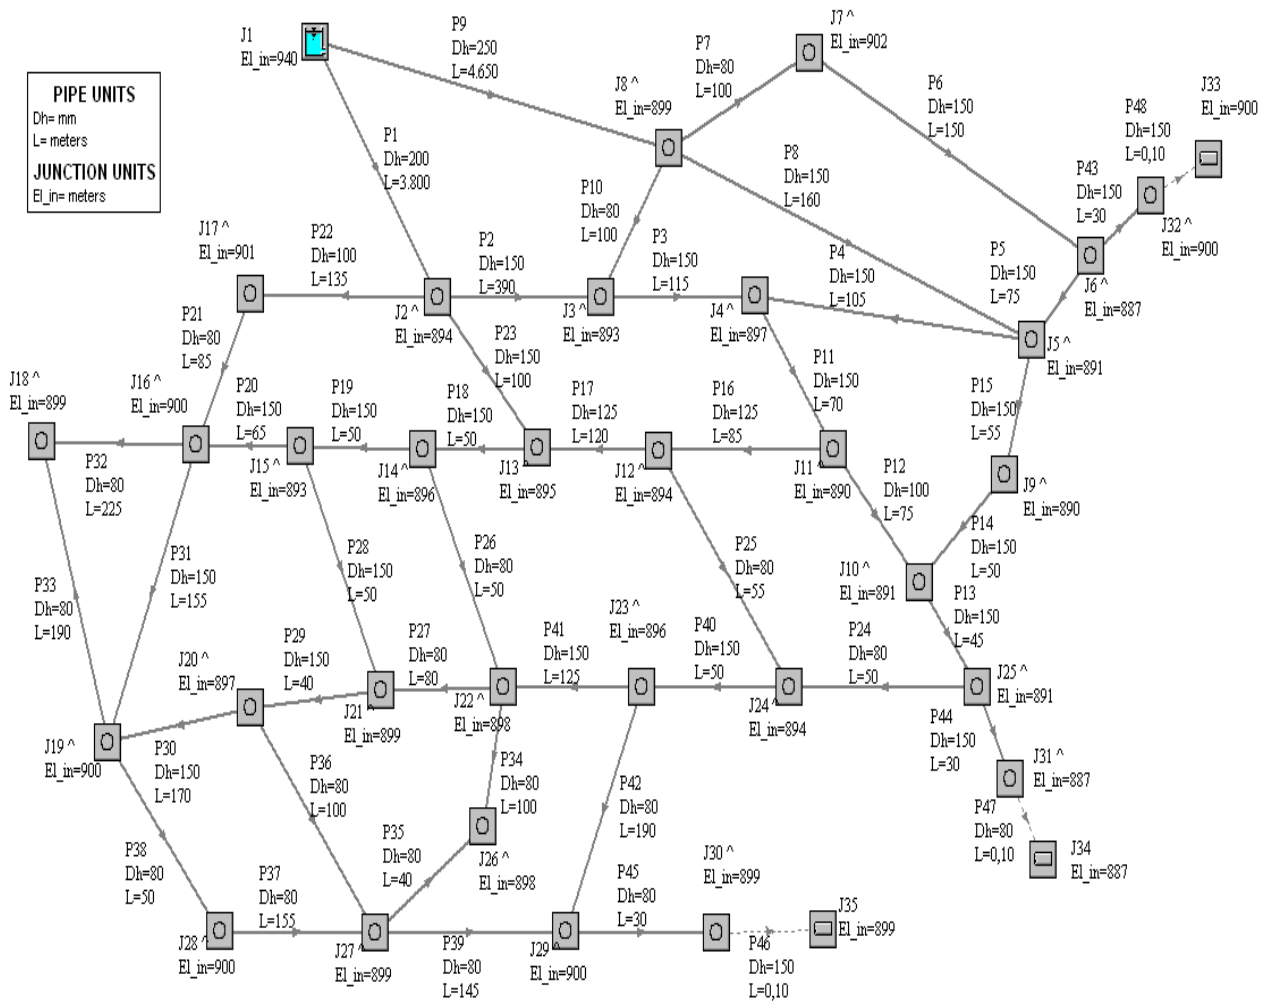 J1
El_in=940
P9
Dh=250
L=4.650
J7 ^
El_in=902
P7
Dh=80
L=100
J8 ^
El_in=899
P6
Dh=150
L=150
J33
El_in=900
P48
Dh=150
L=0,10
PIPE UNITS
Dh= mm
L= meters
JUNCTION UNITS
El_in= meters
P1
Dh=200
L=3.800
P10
Dh=80
L=100
P8
Dh=150
L=160
P43
Dh=150
L=30
J32 ^
El_in=900
J17 ^
El_in=901
P22
Dh=100
L=135
P2
Dh=150
L=390
P3
Dh=150
L=115
P4
Dh=150
L=105
P5
Dh=150
L=75
J6 ^
El_in=887
J2 ^
El_in=894
J3 ^
El_in=893
J4 ^
El_in=897
J5 ^
El_in=891
P21
Dh=80
L=85
P23
Dh=150
L=100
P11
Dh=150
L=70
P15
Dh=150
L=55
J18 ^
El_in=899
J16 ^
El_in=900
P20
Dh=150
L=65
P19
Dh=150
L=50
P18
Dh=150
L=50
P17
Dh=125
L=120
P16
Dh=125
L=85
P32
Dh=80
L=225
J15 ^
El_in=893
J14 ^
El_in=896
J13 ^
El_in=895
J12 ^
El_in=894
J11 ^
El_in=890
P12
Dh=100
L=75
J9 ^
El_in=890
P14
Dh=150
L=50
P33
Dh=80
L=190
P31
Dh=150
L=155
P28
Dh=150
L=50
P26
Dh=80
L=50
P25
Dh=80
L=55
J10 ^
El_in=891
P13
Dh=150
L=45
J23 ^
El_in=896
J20 ^
El_in=897
P29
Dh=150
L=40
P27
Dh=80
L=80
P41
Dh=150
L=125
P40
Dh=150
L=50
P24
Dh=80
L=50
J25 ^
El_in=891
J19 ^
El_in=900
P30
Dh=150
L=170
J21 ^
El_in=899
J22 ^
El_in=898
J24 ^
El_in=894
P44
Dh=150
L=30
J31 ^
El_in=887
P36
Dh=80
L=100
P34
Dh=80
L=100
P42
Dh=80
L=190
P47
Dh=80
L=0,10
J34
El_in=887
P38
Dh=80
L=50
P37
Dh=80
L=155
P35
Dh=80
L=40
J26 ^
El_in=898
P45
Dh=80
L=30
J30 ^
El_in=899
J35
El_in=899
J28 ^
El_in=900
J27 ^
El_in=899
P39
Dh=80
L=145
J29 ^
El_in=900
P46
Dh=150
L=0,10